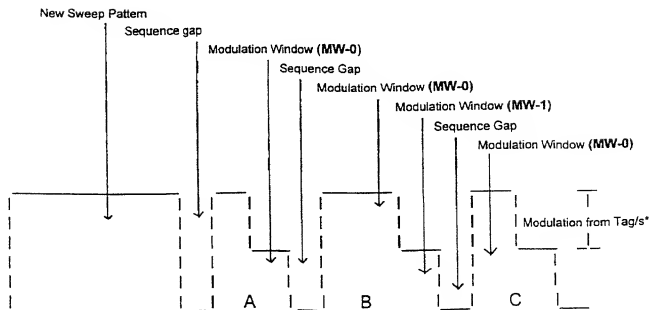 New Sweep Pattern
Sequence gap
Modulation Window (MW-0)
Sequence Gap
Modulation Window (MW-0)
Modulation Window (MW-1)
Sequence Gap
Modulation Window (MW-0)
Modulation from Tag/s*
A
B
C